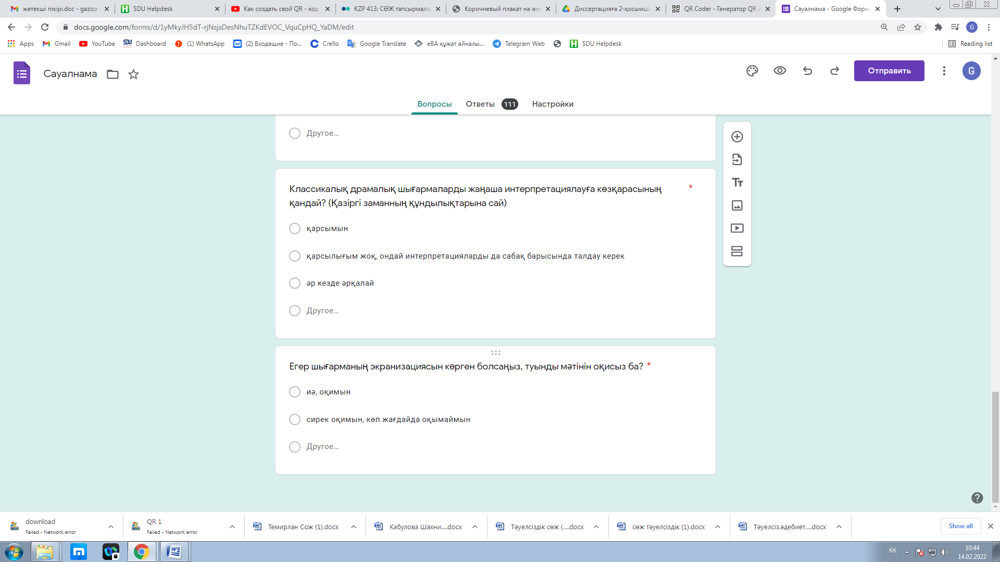 жетекші пікірі.doc - gaziza.
SDU Helpdesk
Как создать свой QR - код
KZP 413: СӨЖ тапсырмалар
Коричневый плакат на же
Диссертацияға 2-қосымша
QR Coder - Генератор QR к
Сауалнама - Google Форм
docs.google.com/forms/d/1yMkyJH5dT-rjNsjsDesNhuTZKdEVOC_VquCpHQ_YaDM/edit
G
Apps
Gmail
YouTube
Dashboard
(1) WhatsApp
(2) Входящие - По...
Crello
Google Translate
еВА құжат айналы...
Telegram Web
SDU Helpdesk
Reading list
Сауалнама
Отправить
G
Вопросы
Ответы 111
Настройки
Другое...
Классикалық драмалық шығармаларды жаңаша интерпретациялауға көзқарасының *
қандай? (Қазіргі заманның құндылықтарына сай)
қарсымын
қарсылығым жоқ, ондай интерпретацияларды да сабақ барысында талдау керек
әр кезде әрқалай
Другое...
Егер шығарманың экранизациясын көрген болсаңыз, туынды мәтінін оқисыз ба? *
иә, оқимын
сирек оқимын, көп жағдайда оқымаймын
Другое...
download
Failed - Network error
QR 1
Failed - Network error
Темирлан Сож (1).docx
Кабулова Шахни....docx
Тәуелсіздік сөж (....docx
сөж тәуелсіздік (1).docx
Тәуелсіз.әдебиет....docx
Show all
KK
10:44
14.02.2022